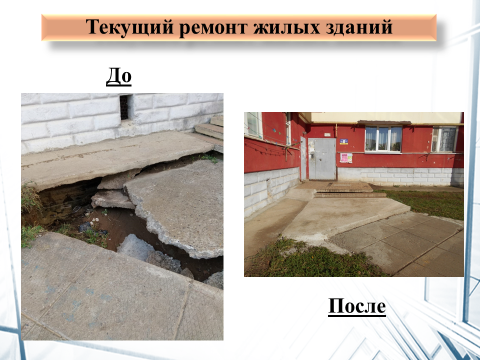 Текущий ремонт жилых зданий
До
После